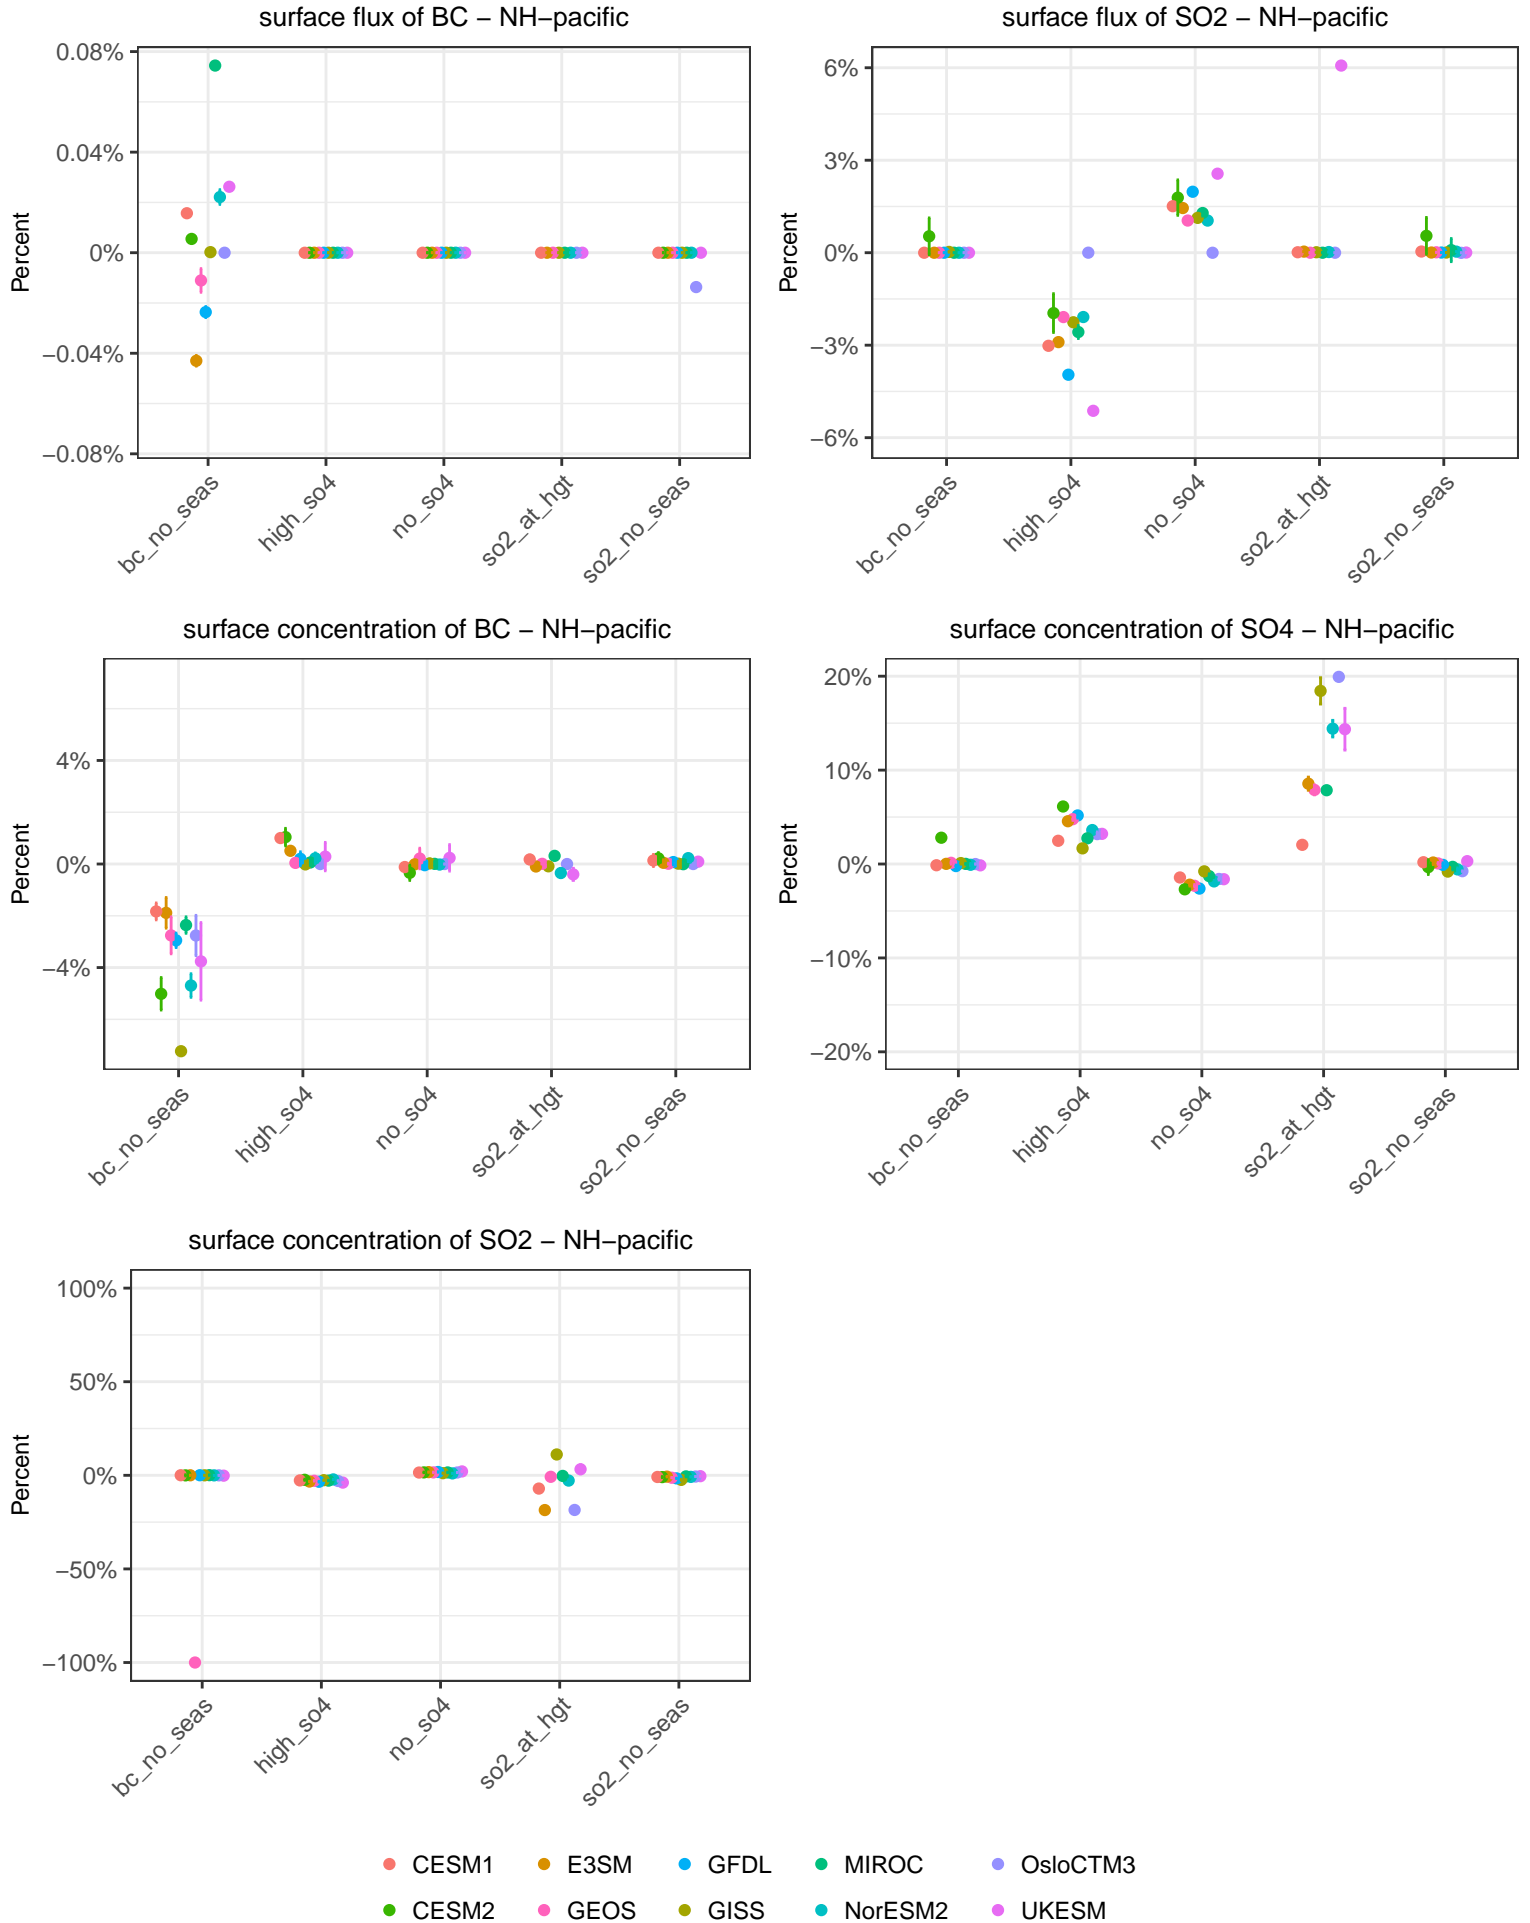 surface flux of BC − NH−pacific
0.08%
0.04%
0%
−0.04%
−0.08%
Percent
bc_no_seas
high_so4
no_so4
so2_at_hgt
so2_no_seas
surface flux of SO2 − NH−pacific
6%
3%
0%
−3%
−6%
Percent
bc_no_seas
high_so4
no_so4
so2_at_hgt
so2_no_seas
surface concentration of BC − NH−pacific
4%
0%
−4%
Percent
bc_no_seas
high_so4
no_so4
so2_at_hgt
so2_no_seas
surface concentration of SO4 − NH−pacific
20%
10%
0%
−10%
−20%
Percent
bc_no_seas
high_so4
no_so4
so2_at_hgt
so2_no_seas
surface concentration of SO2 − NH−pacific
100%
50%
0%
−50%
−100%
Percent
bc_no_seas
high_so4
no_so4
so2_at_hgt
so2_no_seas
CESM1 E3SM GFDL MIROC OsloCTM3
CESM2 GEOS GISS NorESM2 UKESM